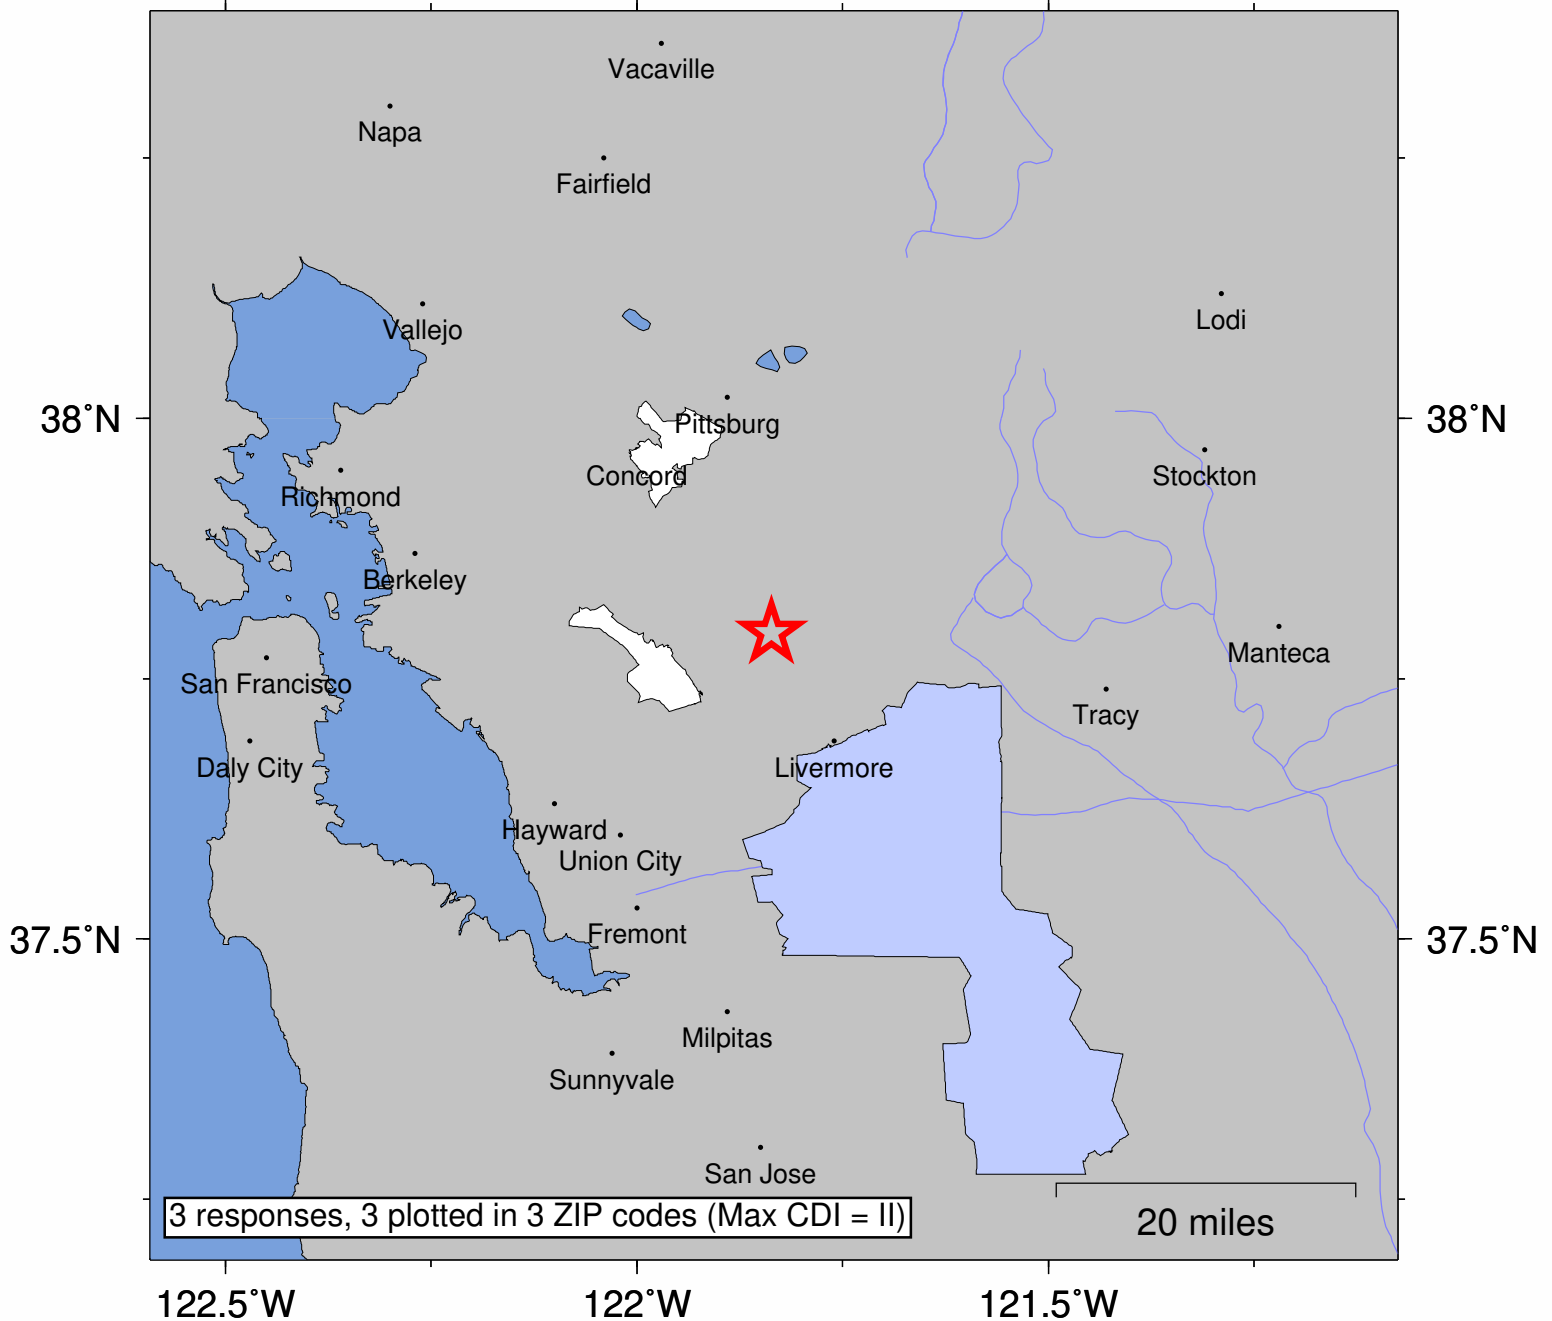 Vacaville
Napa
Fairfield
Vallejo
Lodi
38˚N
38˚N
Pittsburg
Concord
Stockton
Richmond
Berkeley
Manteca
San Francisco
Tracy
Daly City
Livermore
Hayward
Union City
Fremont
37.5˚N
37.5˚N
Milpitas
Sunnyvale
San Jose
3 responses, 3 plotted in 3 ZIP codes (Max CDI = II)
20 miles
122.5˚W
122˚W
121.5˚W